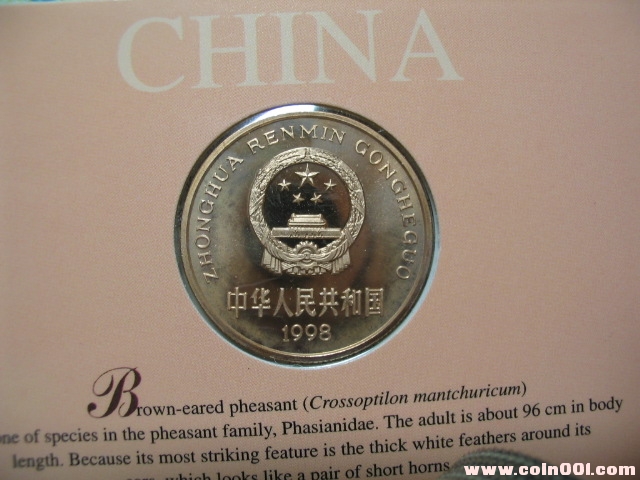 CHINA
ZHONGHUA RENMIN GONGHEGUO
中华人民共和国
1998
Brown-eared pheasant (Crossoptilon mantchuricum)
one of species in the pheasant family, Phasianidae. The adult is about 96 cm in body
length. Because its most striking feature is the thick white feathers around its
ears, which looks like a pair of short horns
www.coin001.com